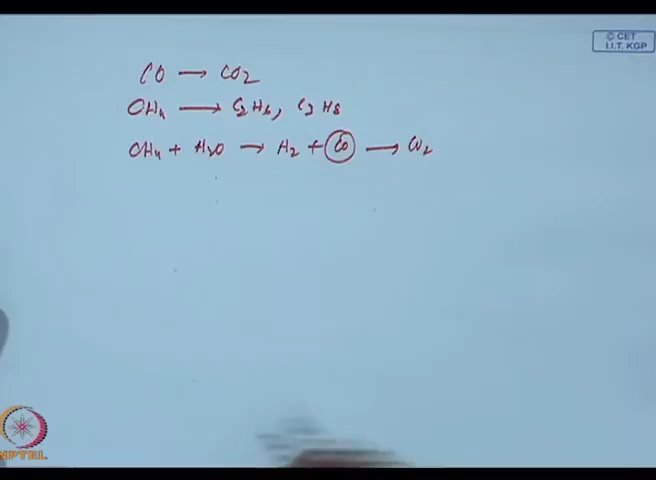 © CET
I.I.T. KGP
CO → CO₂
CH₄ → C₂H₆, C₃H₈
CH₄ + H₂O → H₂ + CO → CO₂
NPTEL